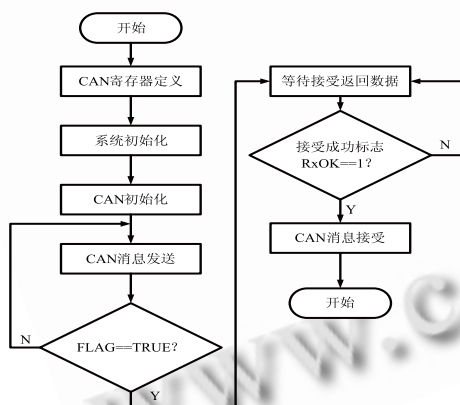 开始
CAN寄存器定义
系统初始化
CAN初始化
CAN消息发送
N
FLAG==TRUE?
Y
等待接受返回数据
接受成功标志
RxOK==1?
N
Y
CAN消息接受
开始
www.c